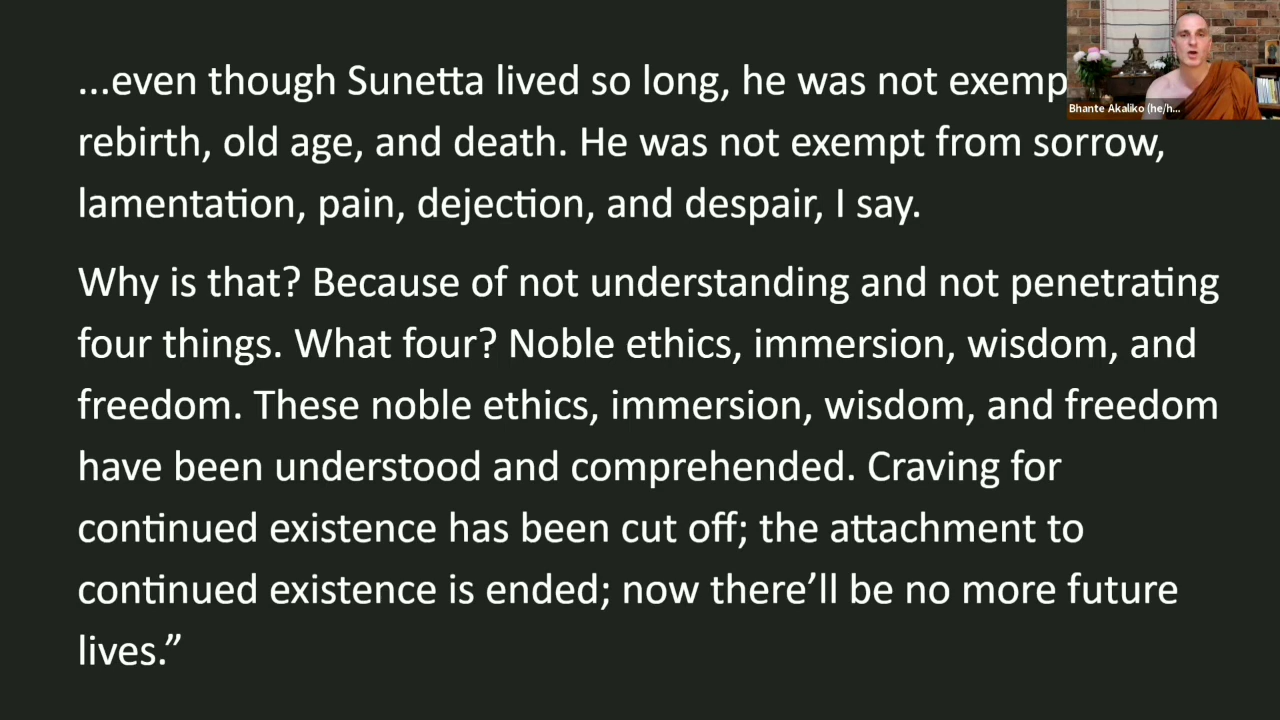 ...even though Sunetta lived so long, he was not exemp
Bhante Akaliko (he/h...
rebirth, old age, and death. He was not exempt from sorrow,
lamentation, pain, dejection, and despair, I say.
Why is that? Because of not understanding and not penetrating
four things. What four? Noble ethics, immersion, wisdom, and
freedom. These noble ethics, immersion, wisdom, and freedom
have been understood and comprehended. Craving for
continued existence has been cut off; the attachment to
continued existence is ended; now there’ll be no more future
lives.”